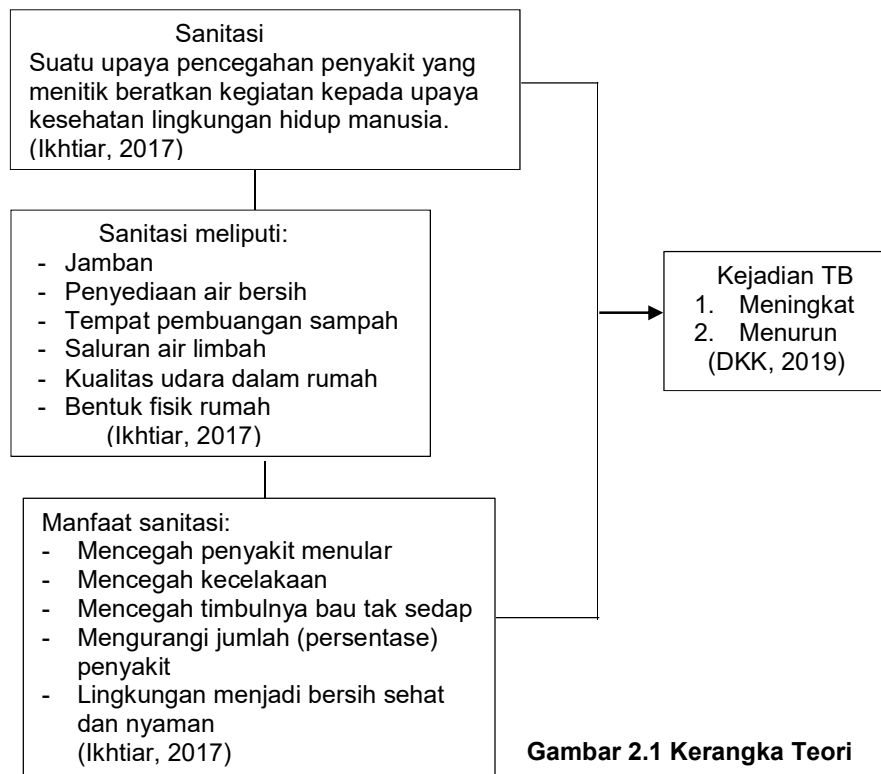 Sanitasi
Suatu upaya pencegahan penyakit yang
menitik beratkan kegiatan kepada upaya
kesehatan lingkungan hidup manusia.
(Ikhtiar, 2017)
Sanitasi meliputi:
- Jamban
- Penyediaan air bersih
- Tempat pembuangan sampah
- Saluran air limbah
- Kualitas udara dalam rumah
- Bentuk fisik rumah
(Ikhtiar, 2017)
Manfaat sanitasi:
- Mencegah penyakit menular
- Mencegah kecelakaan
- Mencegah timbulnya bau tak sedap
- Mengurangi jumlah (persentase)
penyakit
- Lingkungan menjadi bersih sehat
dan nyaman
(Ikhtiar, 2017)
Kejadian TB
1. Meningkat
2. Menurun
(DKK, 2019)
Gambar 2.1 Kerangka Teori